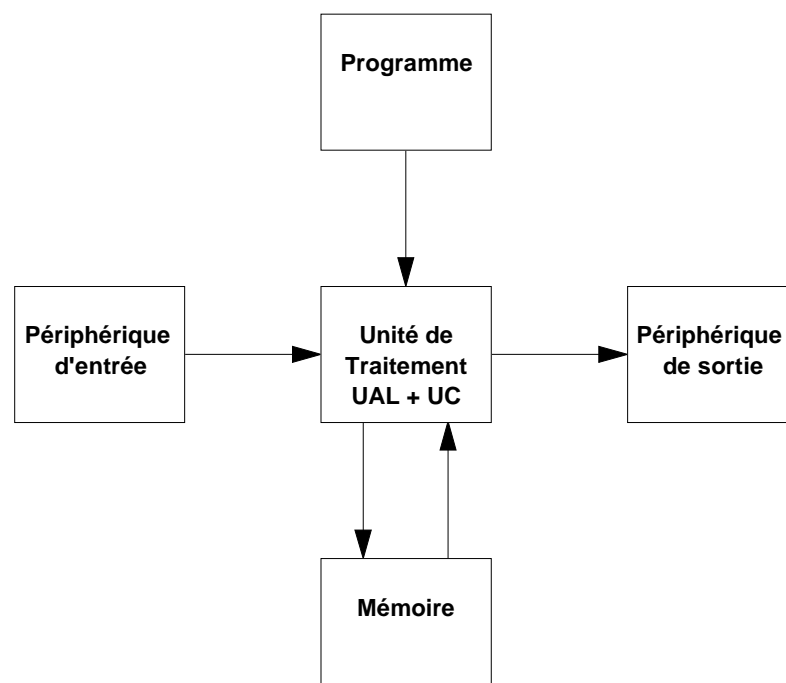 Programme
Périphérique
d'entrée
Unité de
Traitement
UAL + UC
Périphérique
de sortie
Mémoire